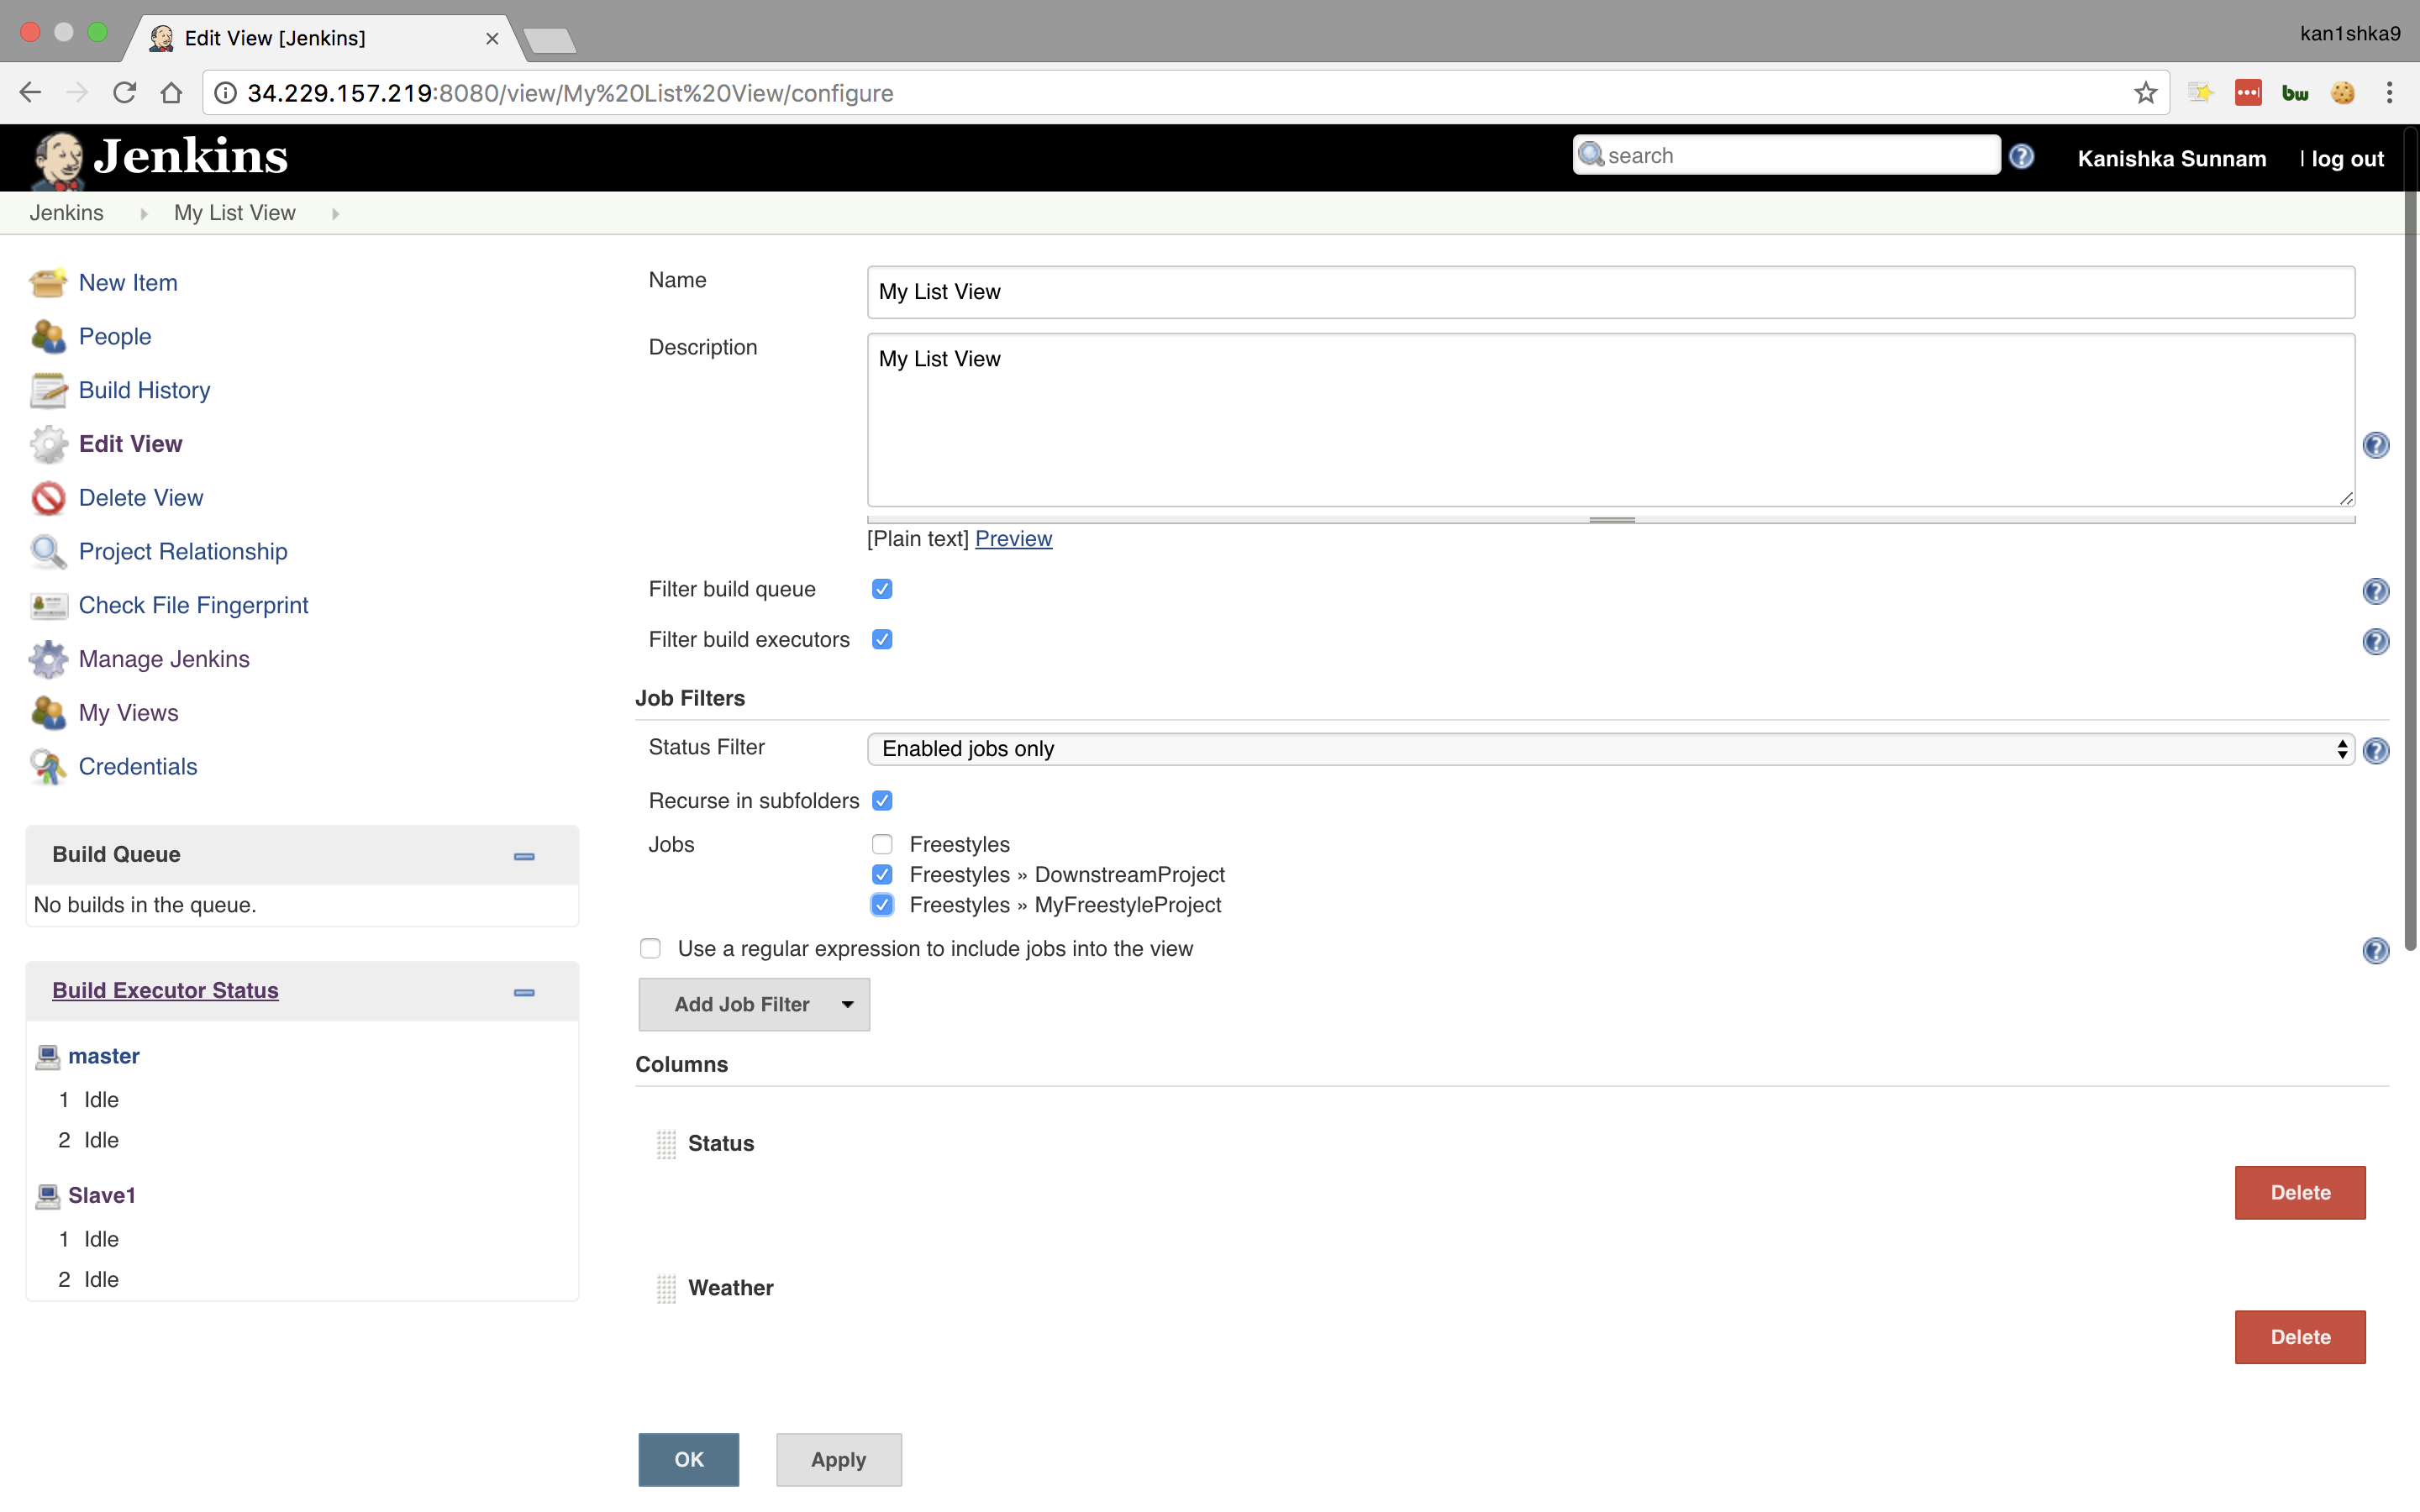 Edit View [Jenkins]
kan1shka9
34.229.157.219:8080/view/My%20List%20View/configure
bw
Jenkins
search
Kanishka Sunnam
| log out
Jenkins
My List View
New Item
People
Build History
Edit View
Delete View
Project Relationship
Check File Fingerprint
Manage Jenkins
My Views
Credentials
Build Queue
No builds in the queue.
Build Executor Status
master
1 Idle
2 Idle
Slave1
1 Idle
2 Idle
Name
My List View
Description
My List View
[Plain text] Preview
Filter build queue
Filter build executors
Job Filters
Status Filter
Enabled jobs only
Recurse in subfolders
Jobs
Freestyles
Freestyles » DownstreamProject
Freestyles » MyFreestyleProject
Use a regular expression to include jobs into the view
Add Job Filter
Columns
Status
Delete
Weather
Delete
OK
Apply